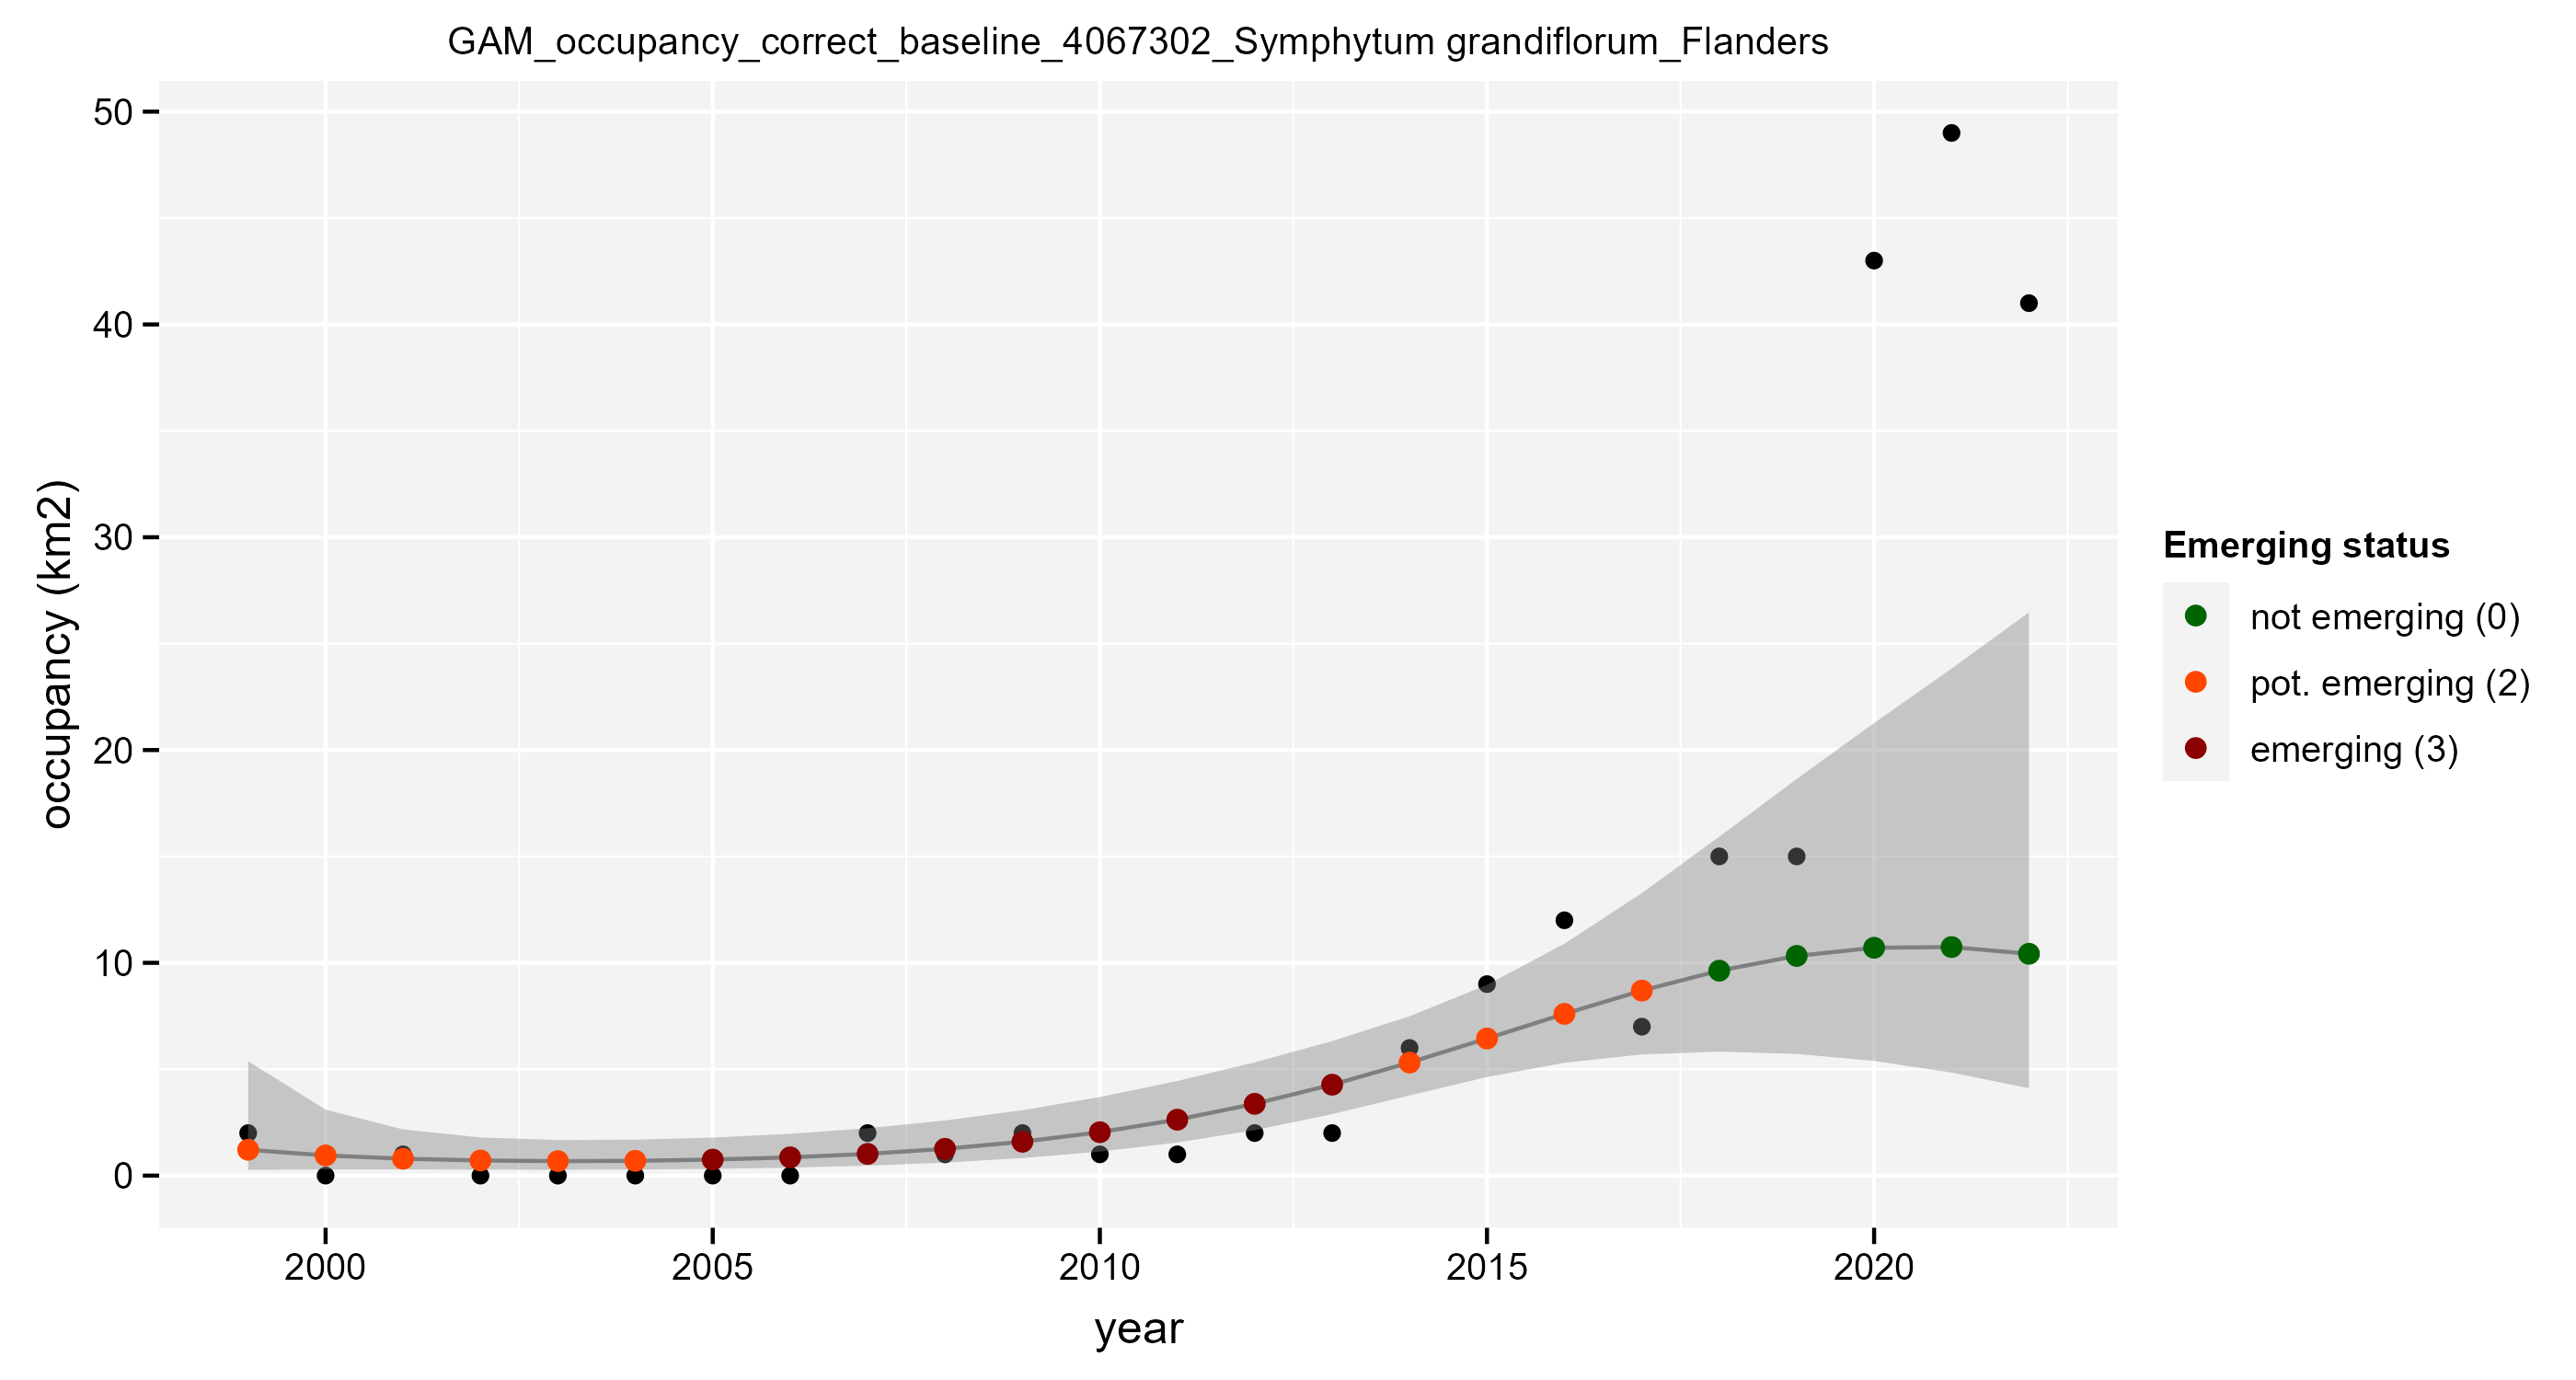 GAM_occupancy_correct_baseline_4067302_Symphytum grandiflorum_Flanders
50
40
30
20
10
0
occupancy (km2)
2000
2005
2010
2015
2020
year
Emerging status
not emerging (0)
pot. emerging (2)
emerging (3)